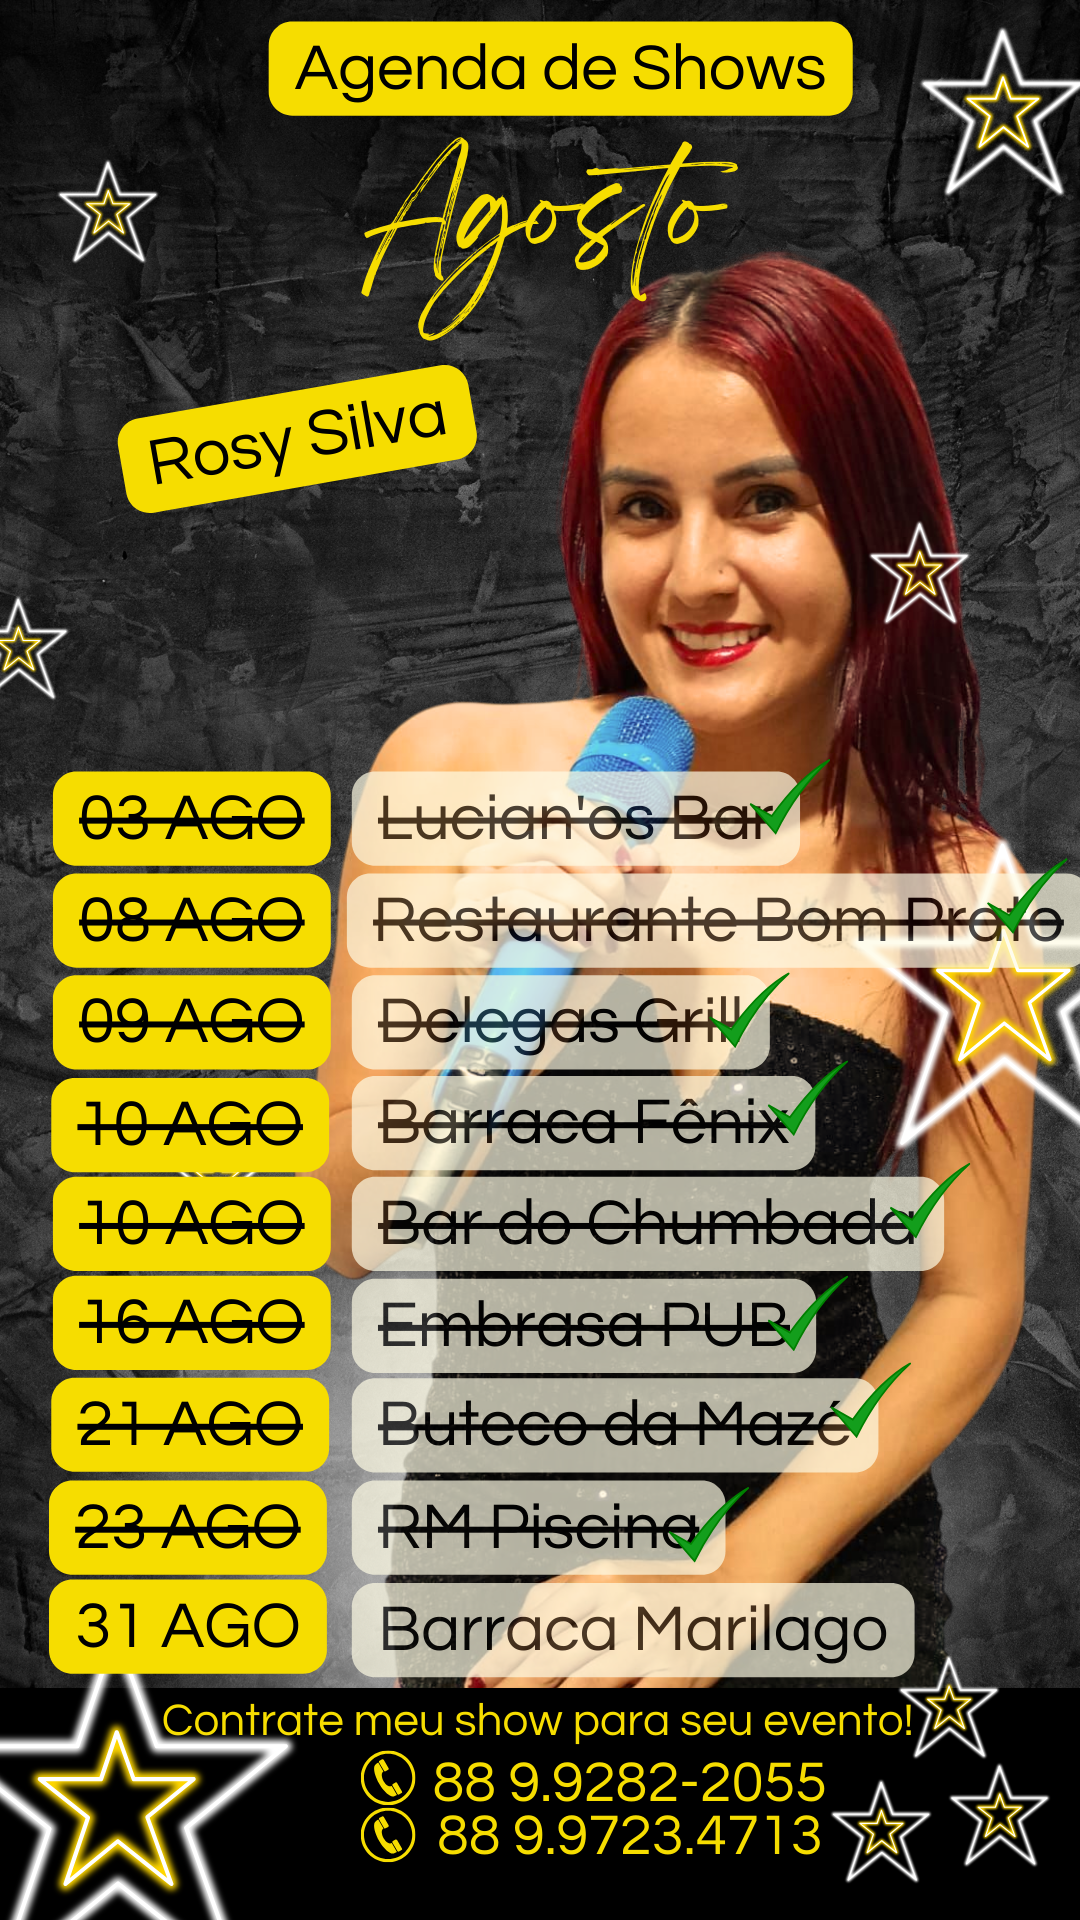 Agenda de Shows
Agosto
Rosy Silva
03 AGO Lucian'os Bar
08 AGO Restaurante Bom Prato
09 AGO Delegas Grill
10 AGO Barraca Fênix
10 AGO Bar do Chumbada
16 AGO Embrasa PUB
21 AGO Buteco da Mazé
23 AGO RM Piscina
31 AGO Barraca Marilago
Contrate meu show para seu evento!
88 9.9282-2055
88 9.9723.4713